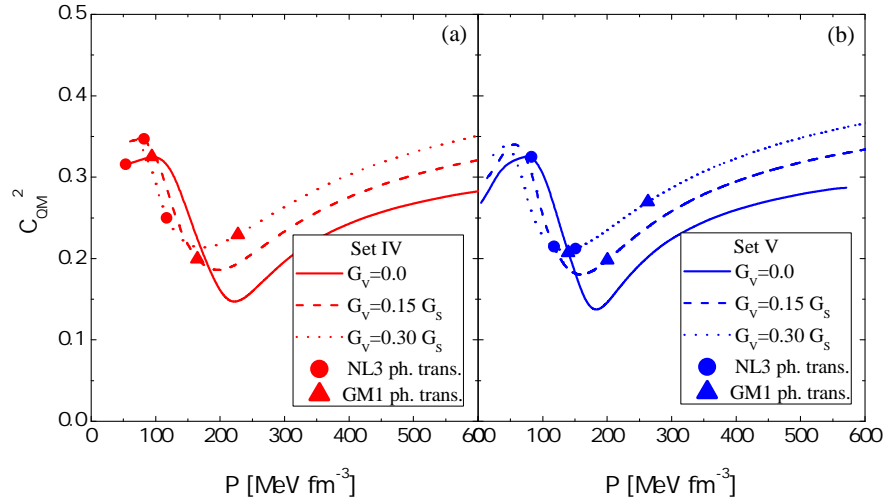 0.5
0.4
0.3
0.2
0.1
0.0
C_QM^2
(a)
Set IV
G_V=0.0
G_V=0.15 G_S
G_V=0.30 G_S
NL3 ph. trans.
GM1 ph. trans.
0 100 200 300 400 500 600
P [MeV fm^-3]
(b)
Set V
G_V=0.0
G_V=0.15 G_S
G_V=0.30 G_S
NL3 ph. trans.
GM1 ph. trans.
00 100 200 300 400 500 600
P [MeV fm^-3]